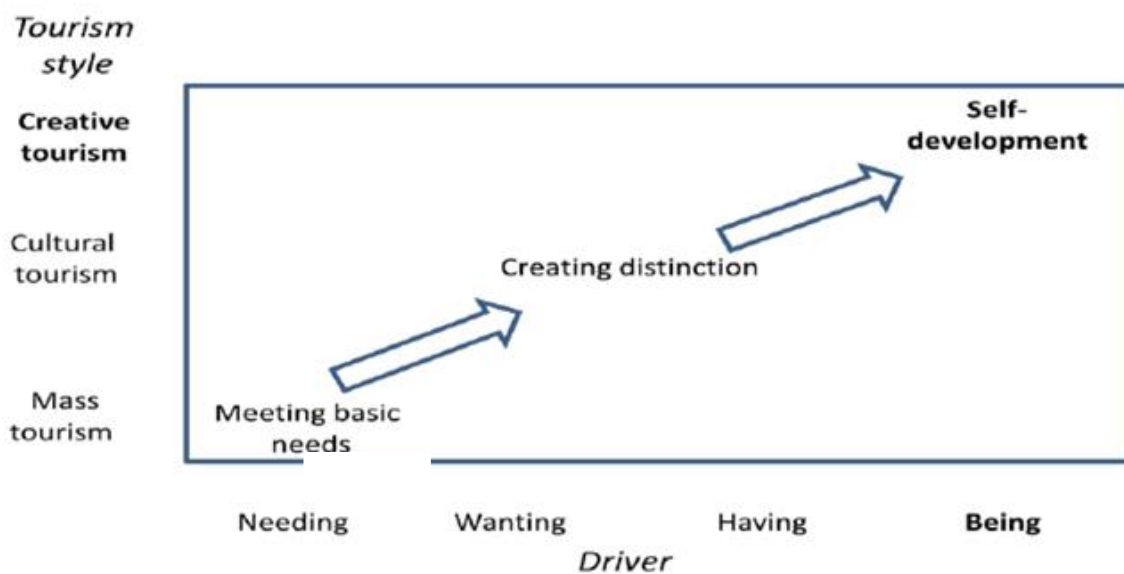 Tourism
style
Creative
tourism
Self-
development
Cultural
tourism
Creating distinction
Mass
tourism
Meeting basic
needs
Needing
Wanting
Having
Being
Driver